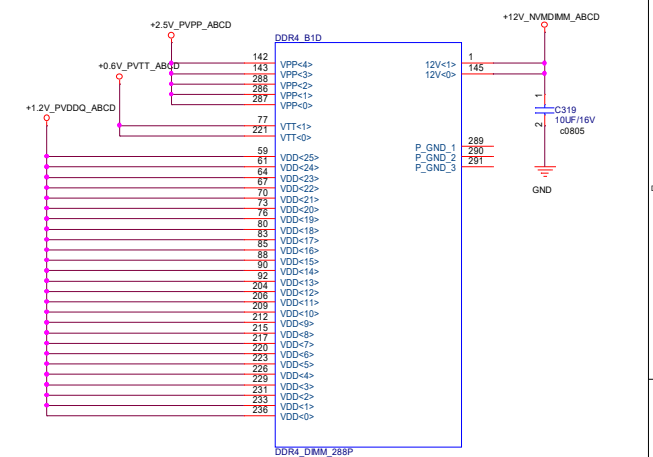 +12V_NVMDIMM_ABCD
+2.5V_PVPP_ABCD
DDR4_B1D
+0.6V_PVTT_ABCD
142 VPP<4> 12V<1> 1
143 VPP<3> 12V<0> 145
288 VPP<2>
286 VPP<1>
287 VPP<0>
+1.2V_PVDDQ_ABCD
1
C319
10UF/16V
2 c0805
77 VTT<1>
221 VTT<0>
P_GND_1 289
P_GND_2 290
P_GND_3 291
GND
59 VDD<25>
61 VDD<24>
64 VDD<23>
67 VDD<22>
70 VDD<21>
73 VDD<20>
76 VDD<19>
80 VDD<18>
83 VDD<17>
85 VDD<16>
88 VDD<15>
90 VDD<14>
92 VDD<13>
204 VDD<12>
206 VDD<11>
209 VDD<10>
212 VDD<9>
215 VDD<8>
217 VDD<7>
220 VDD<6>
223 VDD<5>
226 VDD<4>
229 VDD<3>
231 VDD<2>
233 VDD<1>
236 VDD<0>
DDR4_DIMM_288P